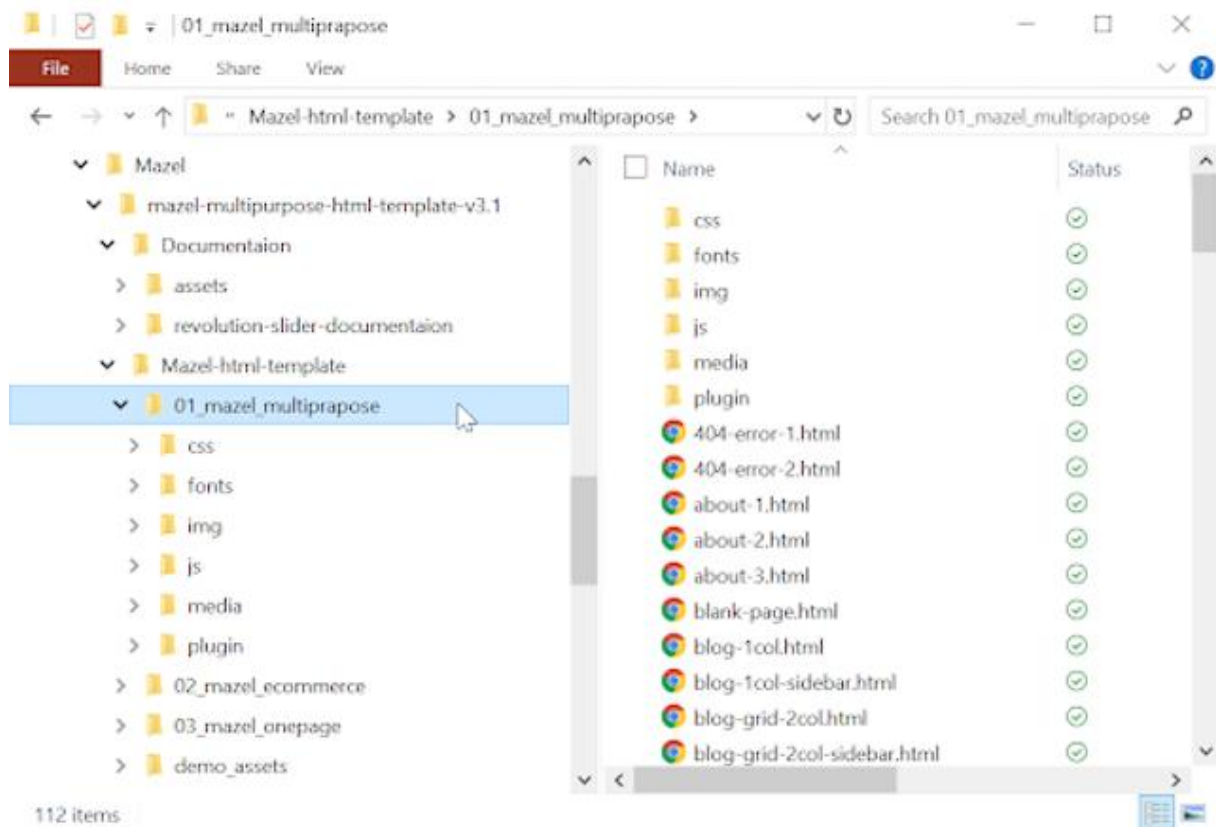 01_mazel_multiprapose
File Home Share View
Mazel-html-template > 01_mazel_multiprapose >
Search 01_mazel_multiprapose
Mazel
mazel-multipurpose-html-template-v3.1
Documentaion
assets
revolution-slider-documentaion
Mazel-html-template
01_mazel_multiprapose
css
fonts
img
js
media
plugin
02_mazel_ecommerce
03_mazel_onepage
demo_assets
Name Status
css
fonts
img
js
media
plugin
404-error-1.html
404-error-2.html
about-1.html
about-2.html
about-3.html
blank-page.html
blog-1col.html
blog-1col-sidebar.html
blog-grid-2col.html
blog-grid-2col-sidebar.html
112 items